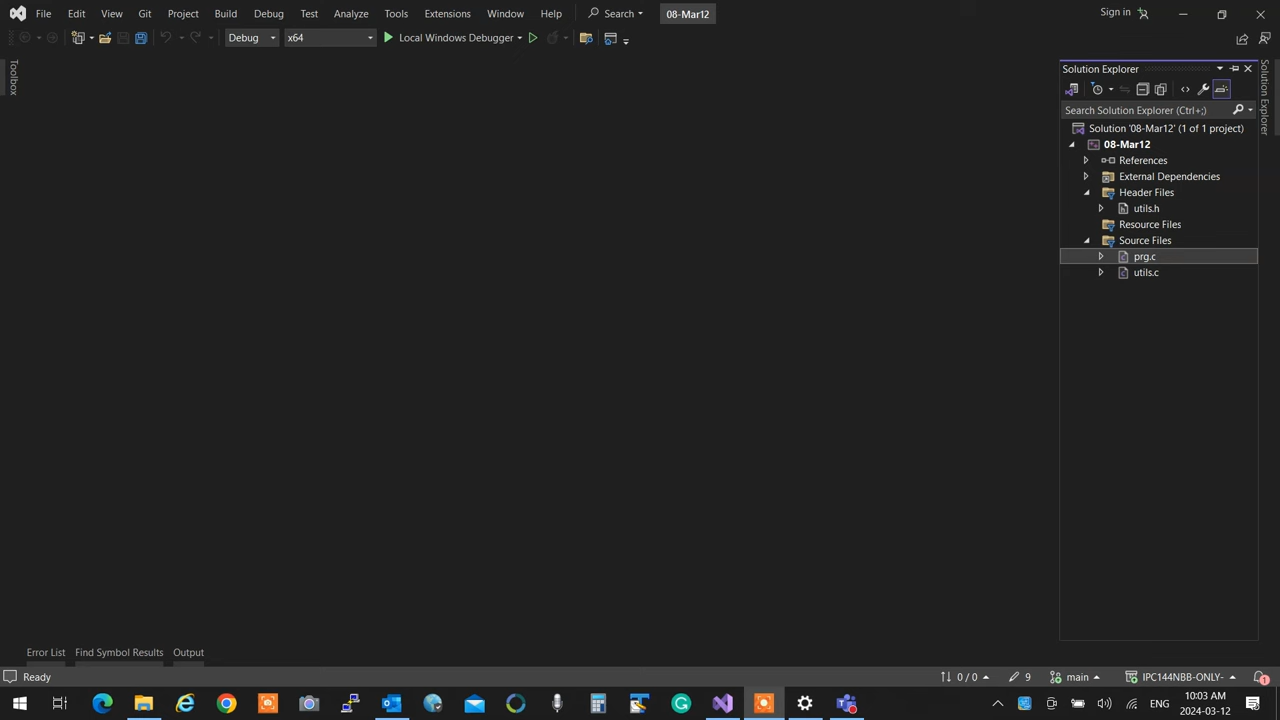 File Edit View Git Project Build Debug Test Analyze Tools Extensions Window Help Search 08-Mar12 Sign in
Debug x64 Local Windows Debugger
Toolbox
Solution Explorer
Solution Explorer
Search Solution Explorer (Ctrl+;)
Solution '08-Mar12' (1 of 1 project)
08-Mar12
References
External Dependencies
Header Files
utils.h
Resource Files
Source Files
prg.c
utils.c
Error List Find Symbol Results Output
Ready 0 / 0 9 main IPC144NBB-ONLY- 1
ENG 10:03 AM
2024-03-12